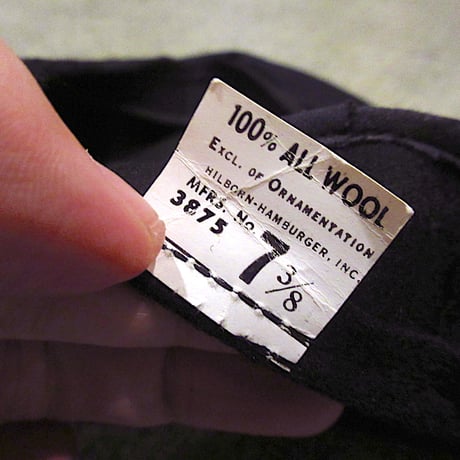 100% ALL WOOL
EXCL. OF ORNAMENTATION
HILBORN-HAMBURGER, INC.
MFRS. No.
3875
7 3/8